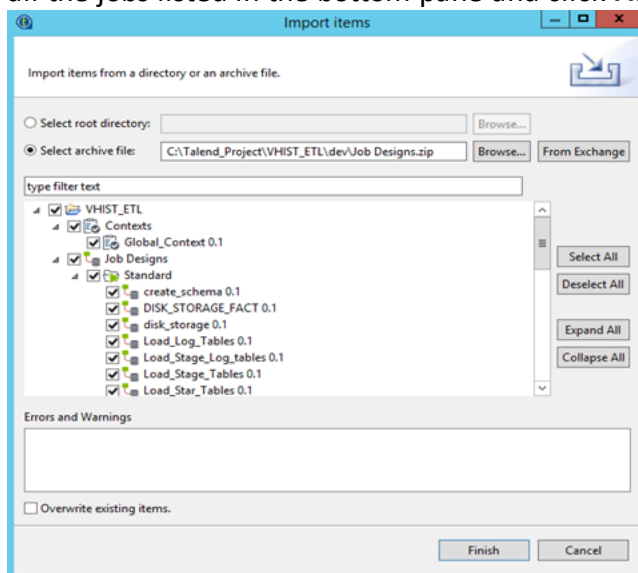 Import items
Import items from a directory or an archive file.
Select root directory:
Browse...
Select archive file:
C:\Talend_Project\VHIST_ETL\dev\Job Designs.zip
Browse...
From Exchange
type filter text
VHIST_ETL
Contexts
Global_Context 0.1
Job Designs
Standard
create_schema 0.1
DISK_STORAGE_FACT 0.1
disk_storage 0.1
Load_Log_Tables 0.1
Load_Stage_Log_tables 0.1
Load_Stage_Tables 0.1
Load_Star_Tables 0.1
Select All
Deselect All
Expand All
Collapse All
Errors and Warnings
Overwrite existing items.
Finish
Cancel